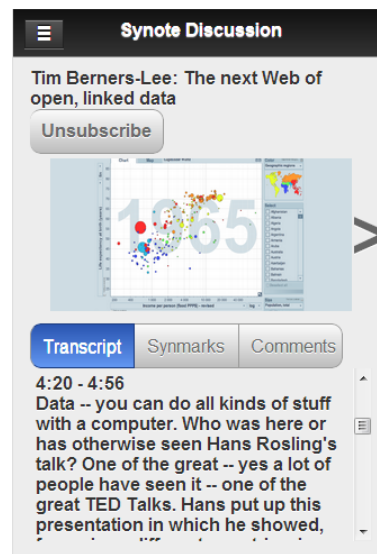 Synote Discussion
Tim Berners-Lee: The next Web of
open, linked data
Unsubscribe
1965
>
Transcript
Synmarks
Comments
4:20 - 4:56
Data -- you can do all kinds of stuff
with a computer. Who was here or
has otherwise seen Hans Rosling's
talk? One of the great -- yes a lot of
people have seen it -- one of the
great TED Talks. Hans put up this
presentation in which he showed,